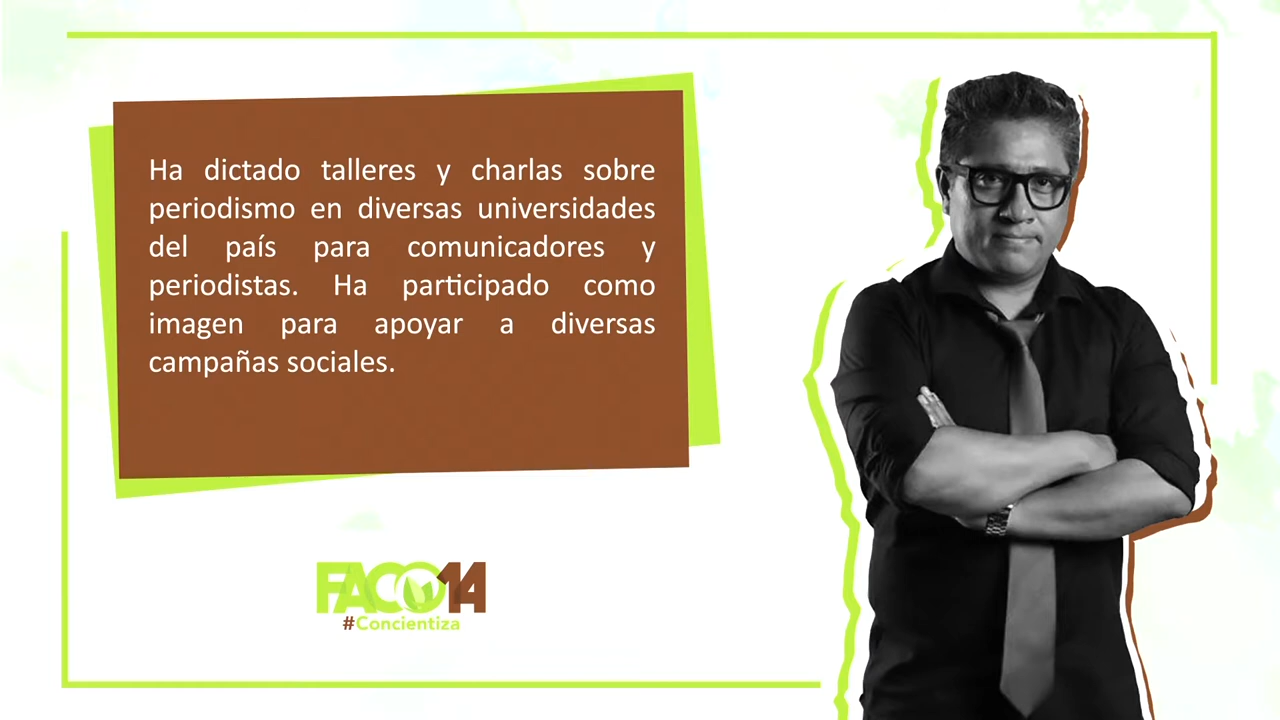 Ha dictado talleres y charlas sobre
periodismo en diversas universidades
del país para comunicadores y
periodistas. Ha participado como
imagen para apoyar a diversas
campañas sociales.
FACO14
#Concientiza